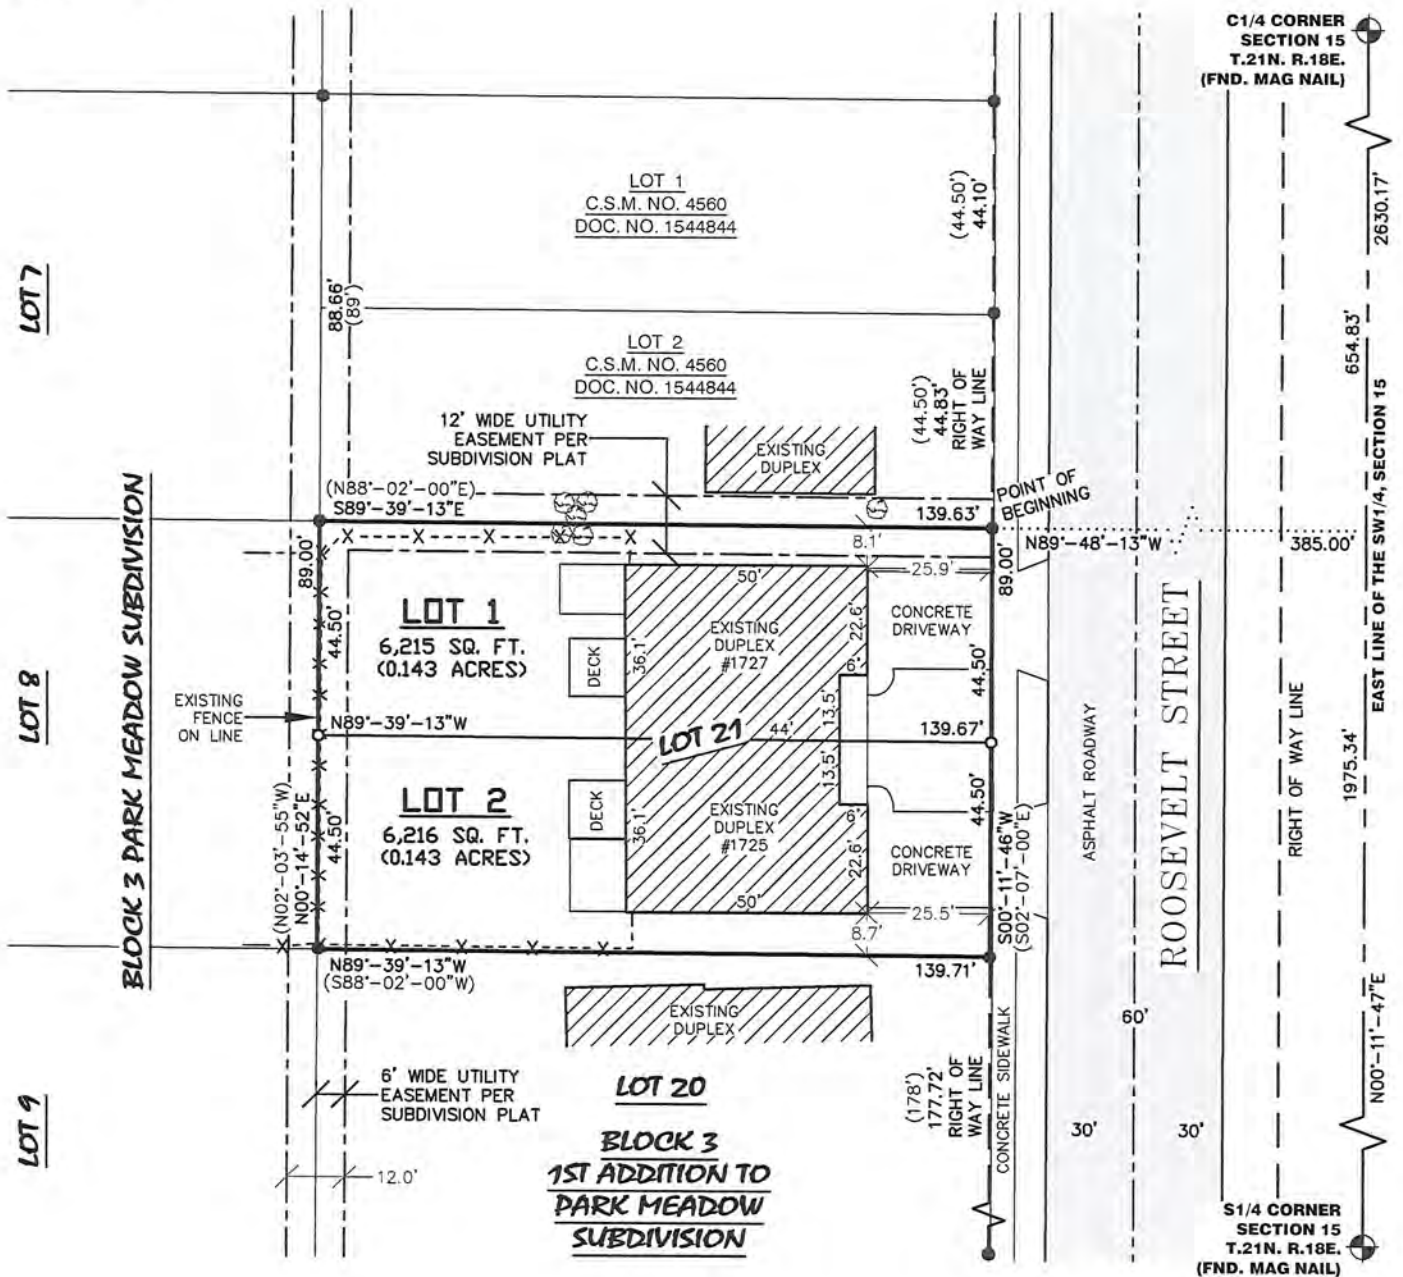 C1/4 CORNER
SECTION 15
T.21N. R.18E.
(FND. MAG NAIL)
2630.17'
LOT 1
C.S.M. NO. 4560
DOC. NO. 1544844
(44.50')
44.10'
LOT 7
88.66'
(89')
654.83'
LOT 2
C.S.M. NO. 4560
DOC. NO. 1544844
(44.50')
44.83'
RIGHT OF
WAY LINE
12' WIDE UTILITY
EASEMENT PER
SUBDIVISION PLAT
EXISTING
DUPLEX
EAST LINE OF THE SW1/4, SECTION 15
BLOCK 3 PARK MEADOW SUBDIVISION
(N88°-02'-00"E)
S89°-39'-13"E
139.63'
POINT OF
BEGINNING
N89°-48'-13"W
385.00'
8.1'
89.00'
50'
25.9'
89.00'
LOT 1
6,215 SQ. FT.
(0.143 ACRES)
44.50'
DECK
36.1'
EXISTING
DUPLEX
#1727
22.6'
6'
CONCRETE
DRIVEWAY
44.50'
LOT 8
EXISTING
FENCE
ON LINE
N89°-39'-13"W
LOT 21
44'
13.5'
13.5'
139.67'
ASPHALT ROADWAY
ROOSEVELT STREET
RIGHT OF WAY LINE
1975.34'
LOT 2
6,216 SQ. FT.
(0.143 ACRES)
(N02°-03'-55"W)
N00°-14'-52"E
44.50'
DECK
36.1'
EXISTING
DUPLEX
#1725
6'
22.6'
44.50'
CONCRETE
DRIVEWAY
50'
25.5'
8.7'
S00°-11'-46"W
(S02°-07'-00"E)
N89°-39'-13"W
(S88°-02'-00"W)
139.71'
EXISTING
DUPLEX
60'
N00°-11'-47"E
6' WIDE UTILITY
EASEMENT PER
SUBDIVISION PLAT
LOT 20
(178')
177.72'
RIGHT OF
WAY LINE
CONCRETE SIDEWALK
30'
30'
LOT 9
BLOCK 3
1ST ADDITION TO
PARK MEADOW
SUBDIVISION
12.0'
S1/4 CORNER
SECTION 15
T.21N. R.18E.
(FND. MAG NAIL)